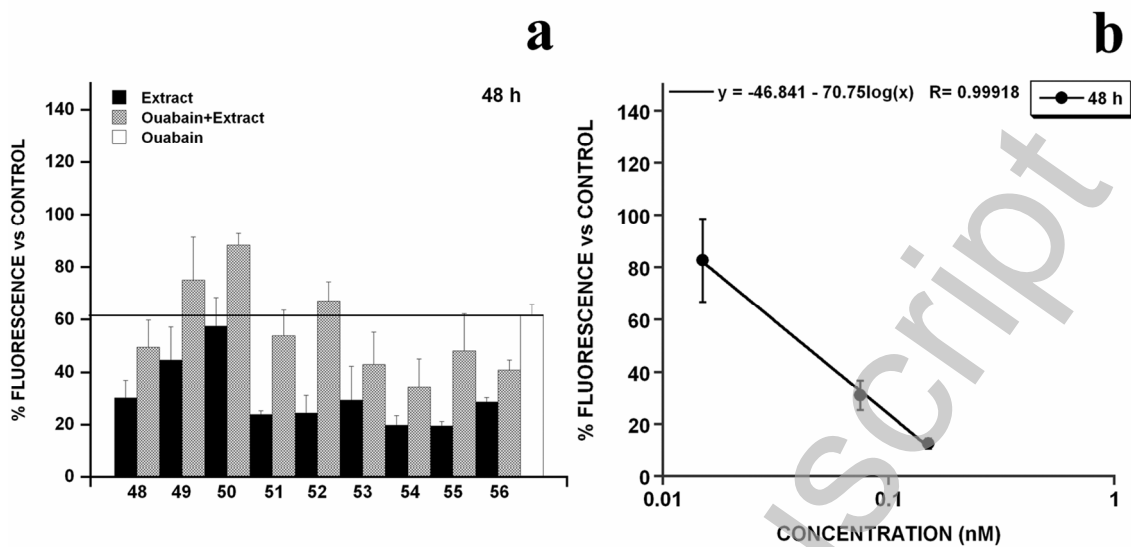 a
% FLUORESCENCE vs CONTROL
140
120
100
80
60
40
20
0
Extract
Ouabain+Extract
Ouabain
48 h
48 49 50 51 52 53 54 55 56
b
% FLUORESCENCE vs CONTROL
140
120
100
80
60
40
20
0
y = -46.841 - 70.75log(x) R= 0.99918
48 h
0.01 0.1 1
CONCENTRATION (nM)
uscript